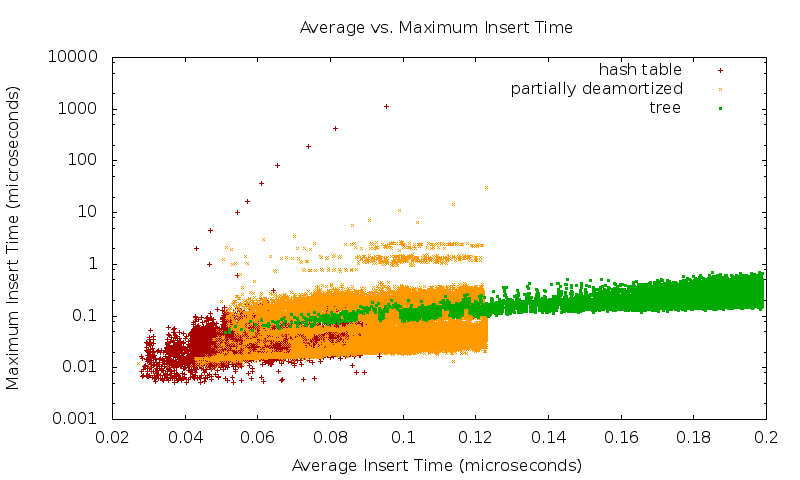 Average vs. Maximum Insert Time
hash table
partially deamortized
tree
Maximum Insert Time (microseconds)
10000
1000
100
10
1
0.1
0.01
0.001
0.02 0.04 0.06 0.08 0.1 0.12 0.14 0.16 0.18 0.2
Average Insert Time (microseconds)